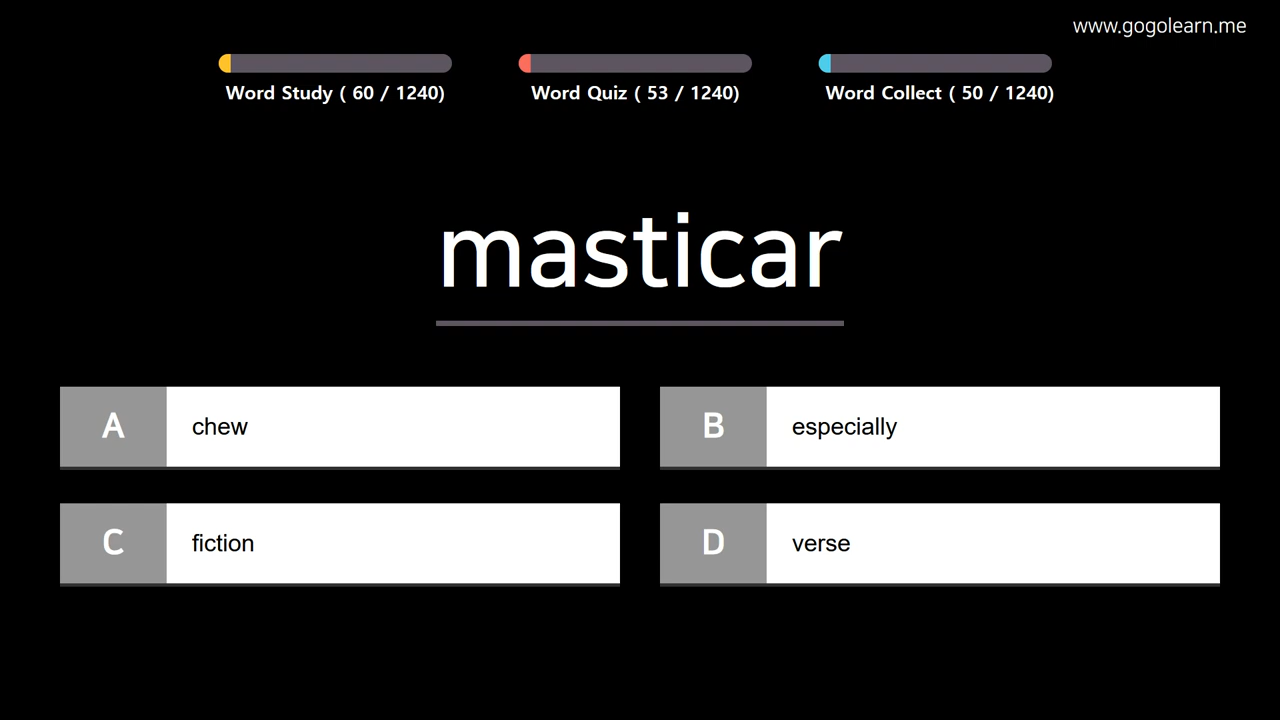 www.gogolearn.me
Word Study ( 60 / 1240)
Word Quiz ( 53 / 1240)
Word Collect ( 50 / 1240)
masticar
A chew
B especially
C fiction
D verse